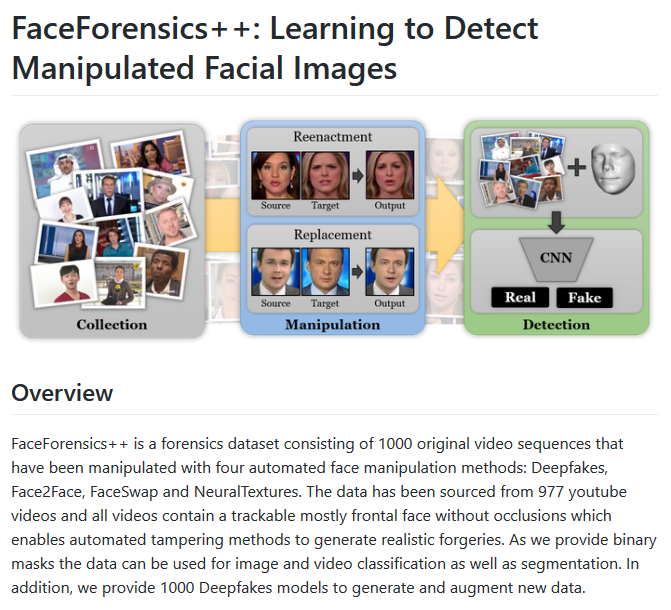 FaceForensics++: Learning to Detect
Manipulated Facial Images
Reenactment
Source Target Output
Replacement
Source Target Output
CNN
Real Fake
Collection Manipulation Detection
Overview
FaceForensics++ is a forensics dataset consisting of 1000 original video sequences that
have been manipulated with four automated face manipulation methods: Deepfakes,
Face2Face, FaceSwap and NeuralTextures. The data has been sourced from 977 youtube
videos and all videos contain a trackable mostly frontal face without occlusions which
enables automated tampering methods to generate realistic forgeries. As we provide binary
masks the data can be used for image and video classification as well as segmentation. In
addition, we provide 1000 Deepfakes models to generate and augment new data.